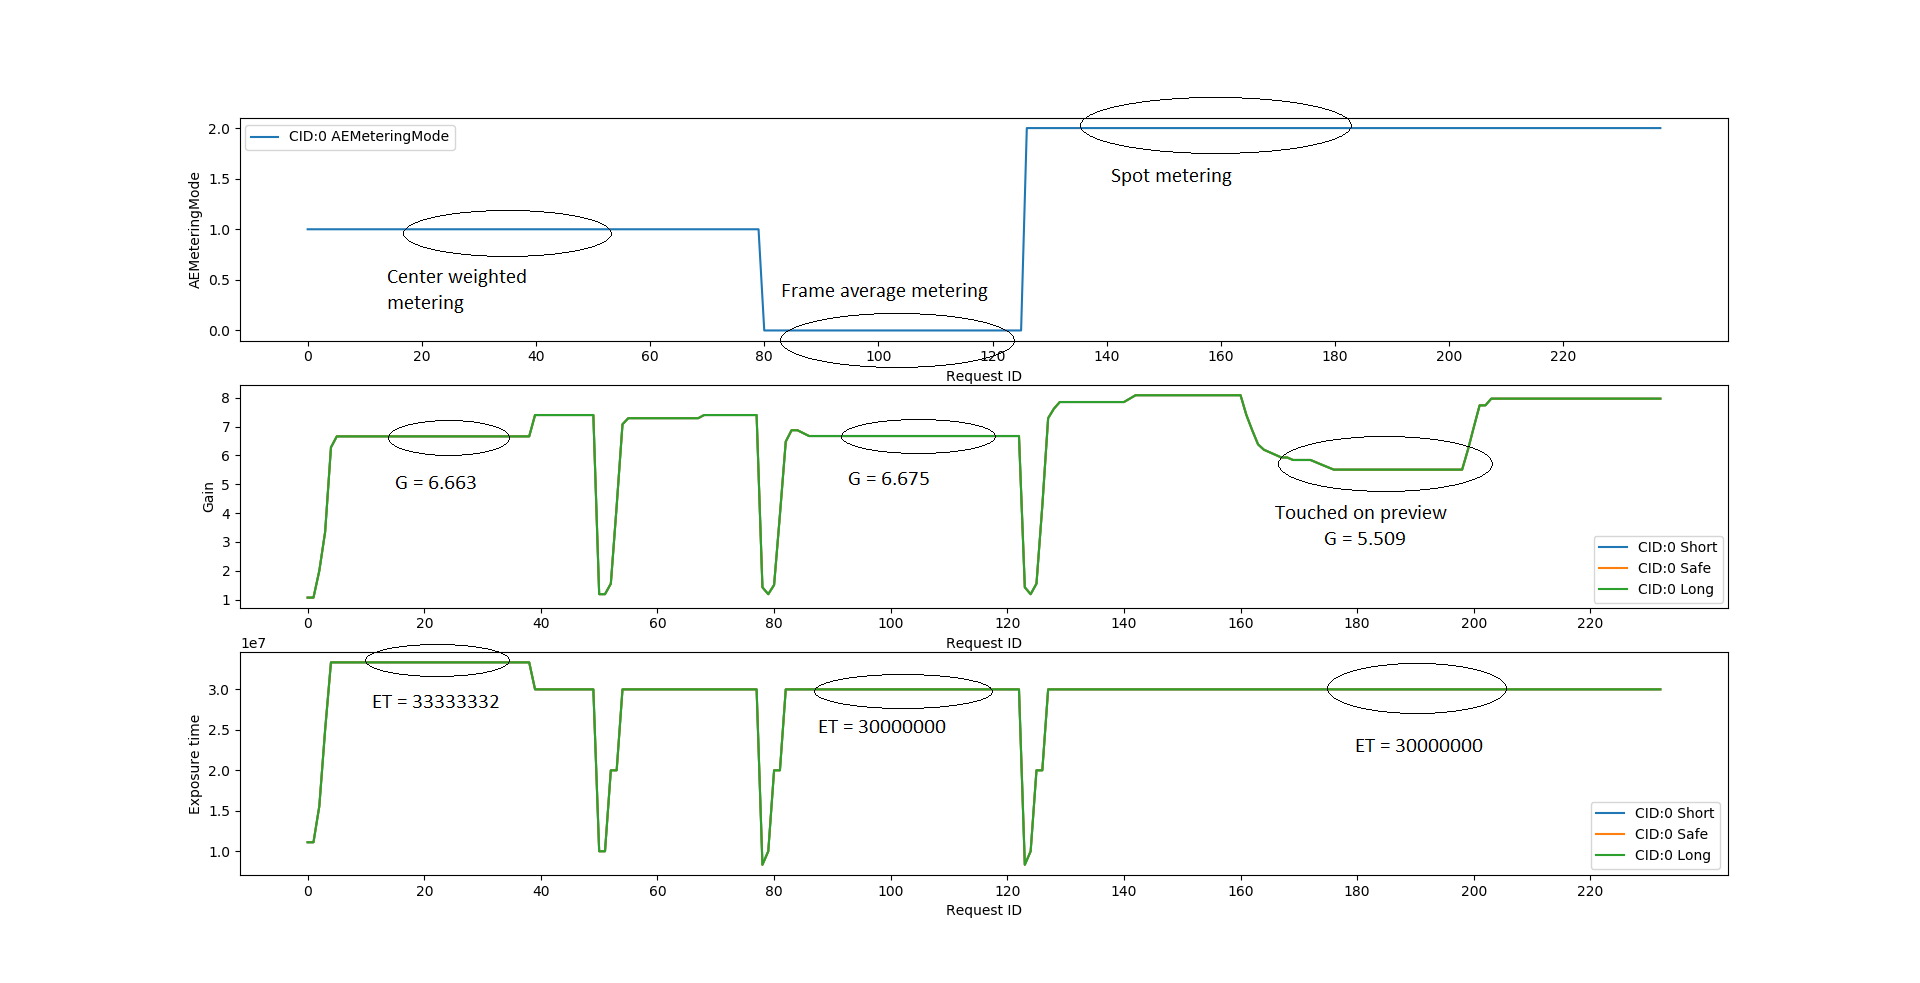 2.0
1.5
1.0
0.5
0.0
AEMeteringMode
CID:0 AEMeteringMode
Spot metering
Center weighted
metering
Frame average metering
0 20 40 60 80 100 120 140 160 180 200 220
Request ID
8
7
6
5
4
3
2
1
Gain
G = 6.663
G = 6.675
Touched on preview
G = 5.509
CID:0 Short
CID:0 Safe
CID:0 Long
0 20 40 60 80 100 120 140 160 180 200 220
Request ID
1e7
3.0
2.5
2.0
1.5
1.0
Exposure time
ET = 33333332
ET = 30000000
ET = 30000000
CID:0 Short
CID:0 Safe
CID:0 Long
0 20 40 60 80 100 120 140 160 180 200 220
Request ID